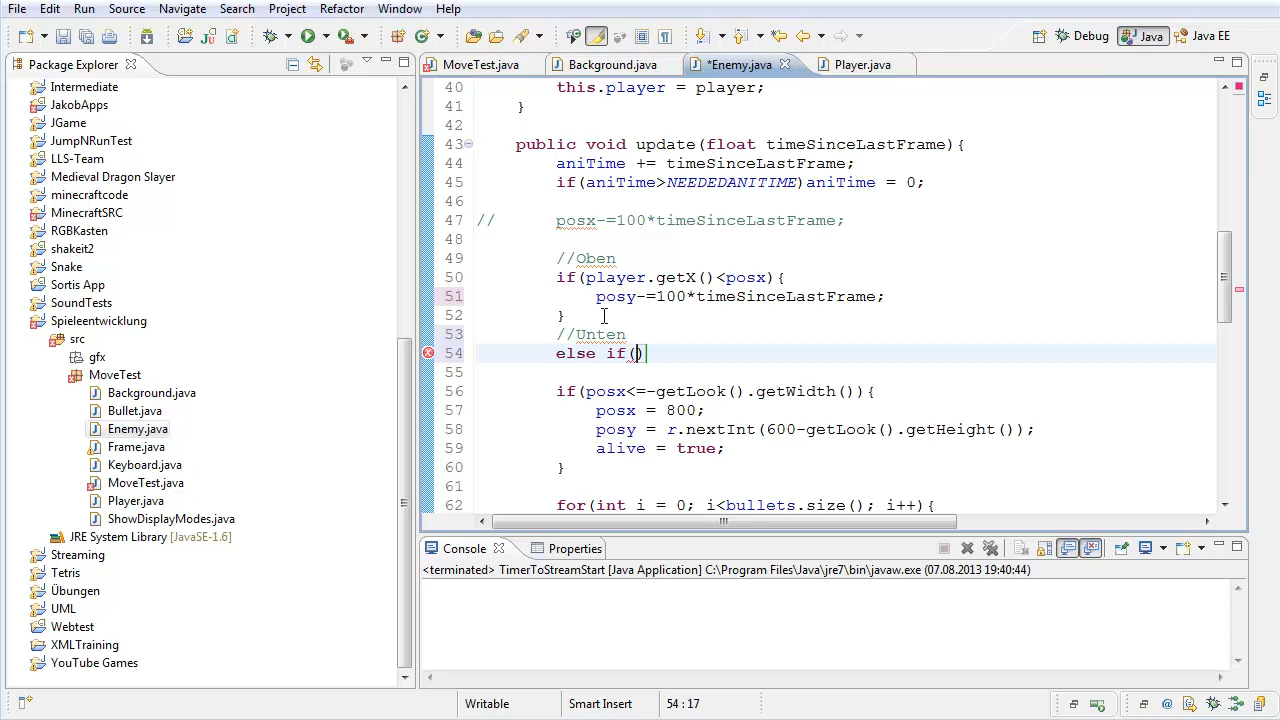 File Edit Run Source Navigate Search Project Refactor Window Help
Debug Java Java EE
Package Explorer
Intermediate
JakobApps
JGame
JumpNRunTest
LLS-Team
Medieval Dragon Slayer
minecraftcode
MinecraftSRC
RGBKasten
shakeit2
Snake
Sortis App
SoundTests
Spieleentwicklung
src
gfx
MoveTest
Background.java
Bullet.java
Enemy.java
Frame.java
Keyboard.java
MoveTest.java
Player.java
ShowDisplayModes.java
JRE System Library [JavaSE-1.6]
Streaming
Tetris
Übungen
UML
Webtest
XMLTraining
YouTube Games
MoveTest.java Background.java *Enemy.java Player.java
40 this.player = player;
41 }
42
43 public void update(float timeSinceLastFrame){
44 aniTime += timeSinceLastFrame;
45 if(aniTime>NEEDEDANITIME)aniTime = 0;
46
47 // posx-=100*timeSinceLastFrame;
48
49 //Oben
50 if(player.getX()<posx){
51 posy-=100*timeSinceLastFrame;
52 }
53 //Unten
54 else if()
55
56 if(posx<=-getLook().getWidth()){
57 posx = 800;
58 posy = r.nextInt(600-getLook().getHeight());
59 alive = true;
60 }
61
62 for(int i = 0; i<bullets.size(); i++){
Console Properties
<terminated> TimerToStreamStart [Java Application] C:\Program Files\Java\jre7\bin\javaw.exe (07.08.2013 19:40:44)
Writable Smart Insert 54 : 17